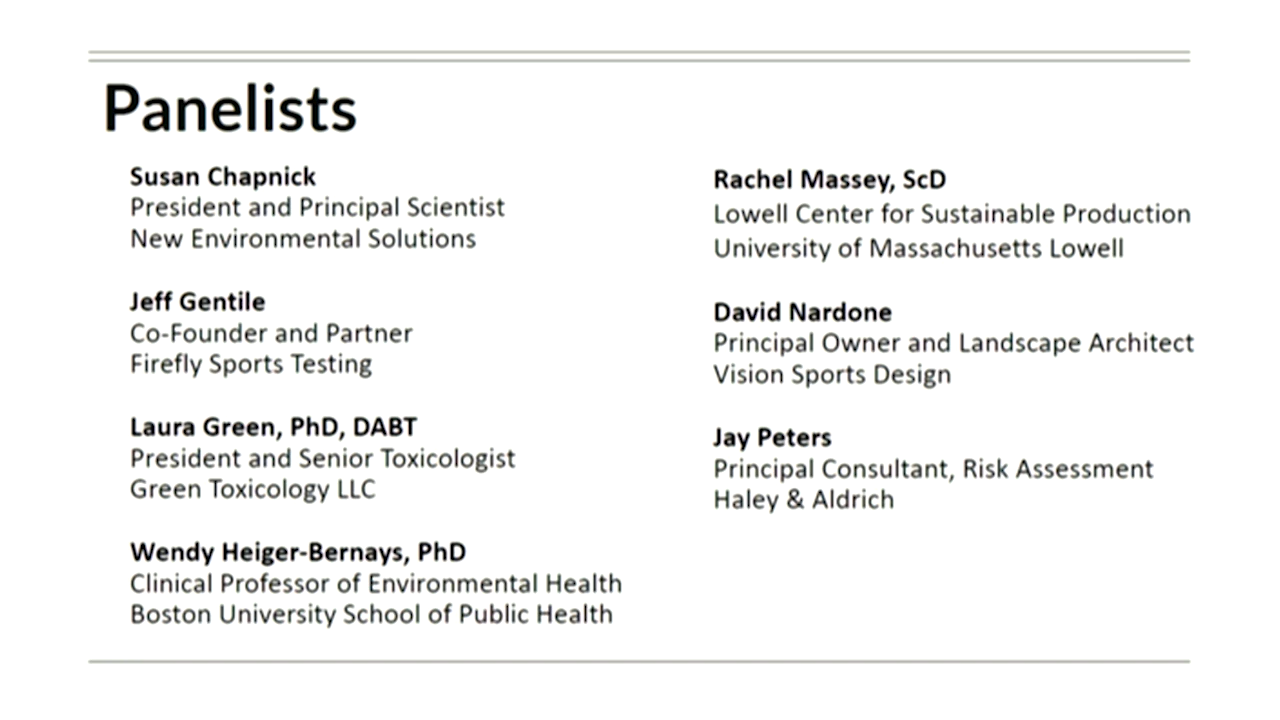 Panelists
Susan Chapnick
President and Principal Scientist
New Environmental Solutions
Jeff Gentile
Co-Founder and Partner
Firefly Sports Testing
Laura Green, PhD, DABT
President and Senior Toxicologist
Green Toxicology LLC
Wendy Heiger-Bernays, PhD
Clinical Professor of Environmental Health
Boston University School of Public Health
Rachel Massey, ScD
Lowell Center for Sustainable Production
University of Massachusetts Lowell
David Nardone
Principal Owner and Landscape Architect
Vision Sports Design
Jay Peters
Principal Consultant, Risk Assessment
Haley & Aldrich